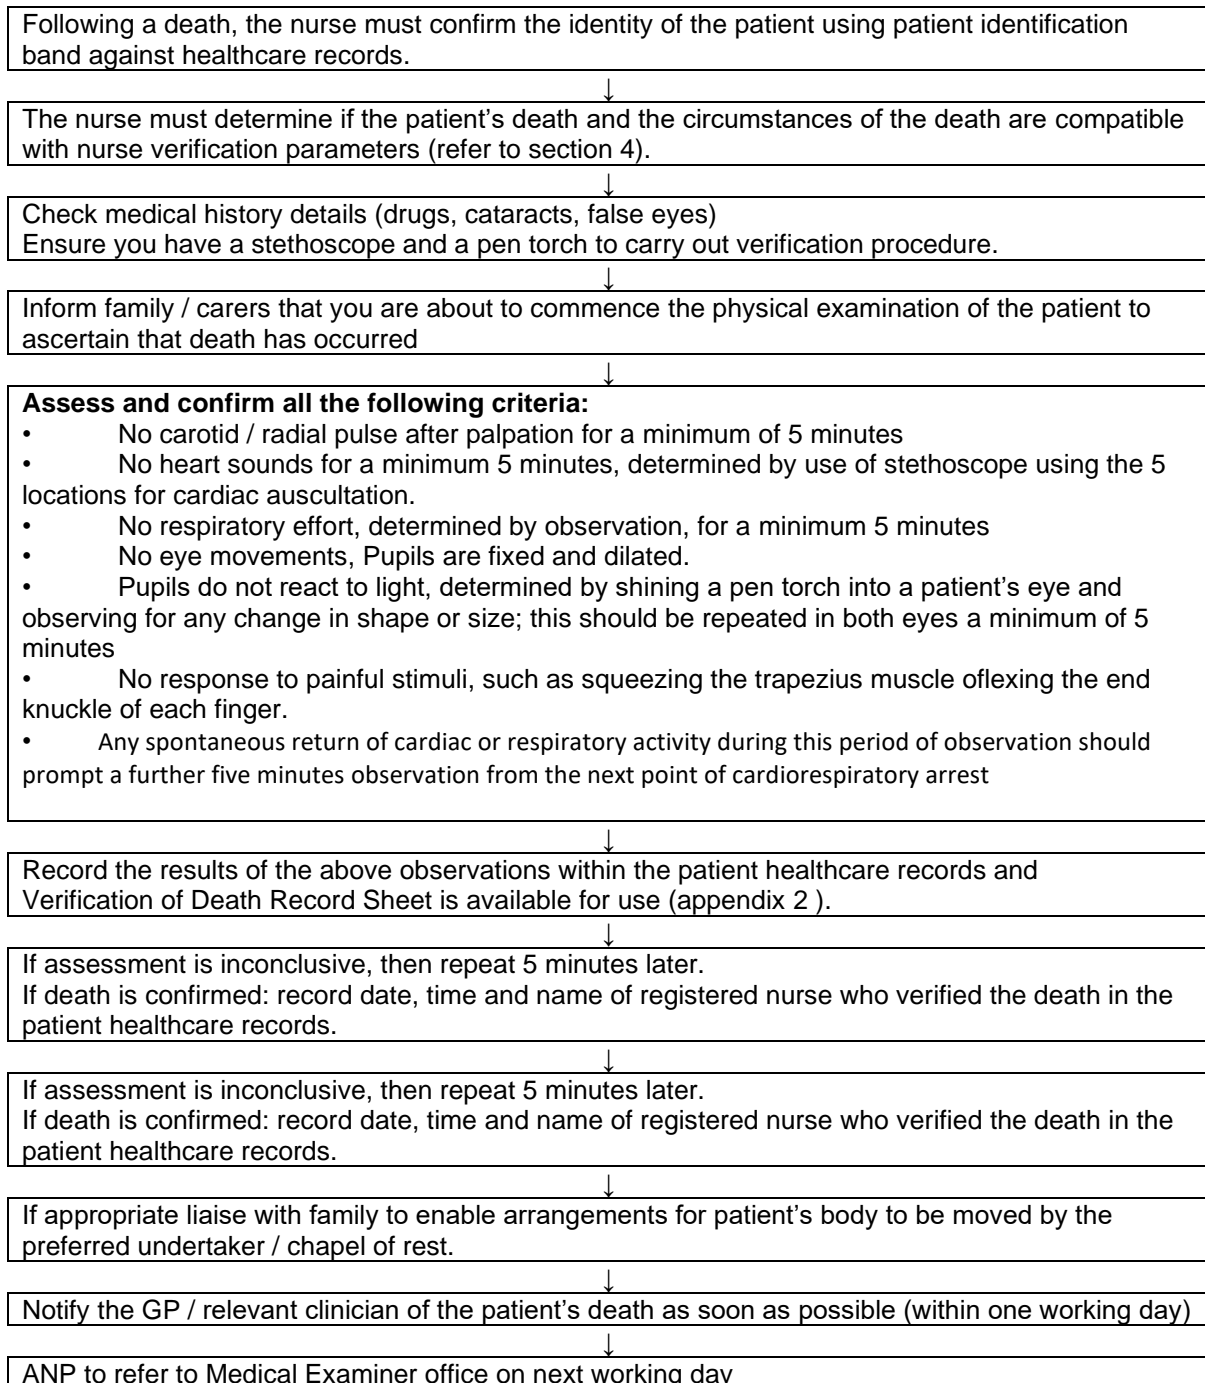 Following a death, the nurse must confirm the identity of the patient using patient identification
band against healthcare records.
↓
The nurse must determine if the patient's death and the circumstances of the death are compatible
with nurse verification parameters (refer to section 4).
↓
Check medical history details (drugs, cataracts, false eyes)
Ensure you have a stethoscope and a pen torch to carry out verification procedure.
↓
Inform family / carers that you are about to commence the physical examination of the patient to
ascertain that death has occurred
↓
Assess and confirm all the following criteria:
• No carotid / radial pulse after palpation for a minimum of 5 minutes
• No heart sounds for a minimum 5 minutes, determined by use of stethoscope using the 5
locations for cardiac auscultation.
• No respiratory effort, determined by observation, for a minimum 5 minutes
• No eye movements, Pupils are fixed and dilated.
• Pupils do not react to light, determined by shining a pen torch into a patient's eye and
observing for any change in shape or size; this should be repeated in both eyes a minimum of 5
minutes
• No response to painful stimuli, such as squeezing the trapezius muscle oflexing the end
knuckle of each finger.
• Any spontaneous return of cardiac or respiratory activity during this period of observation should
prompt a further five minutes observation from the next point of cardiorespiratory arrest
↓
Record the results of the above observations within the patient healthcare records and
Verification of Death Record Sheet is available for use (appendix 2 ).
↓
If assessment is inconclusive, then repeat 5 minutes later.
If death is confirmed: record date, time and name of registered nurse who verified the death in the
patient healthcare records.
↓
If assessment is inconclusive, then repeat 5 minutes later.
If death is confirmed: record date, time and name of registered nurse who verified the death in the
patient healthcare records.
↓
If appropriate liaise with family to enable arrangements for patient's body to be moved by the
preferred undertaker / chapel of rest.
↓
Notify the GP / relevant clinician of the patient's death as soon as possible (within one working day)
↓
ANP to refer to Medical Examiner office on next working day